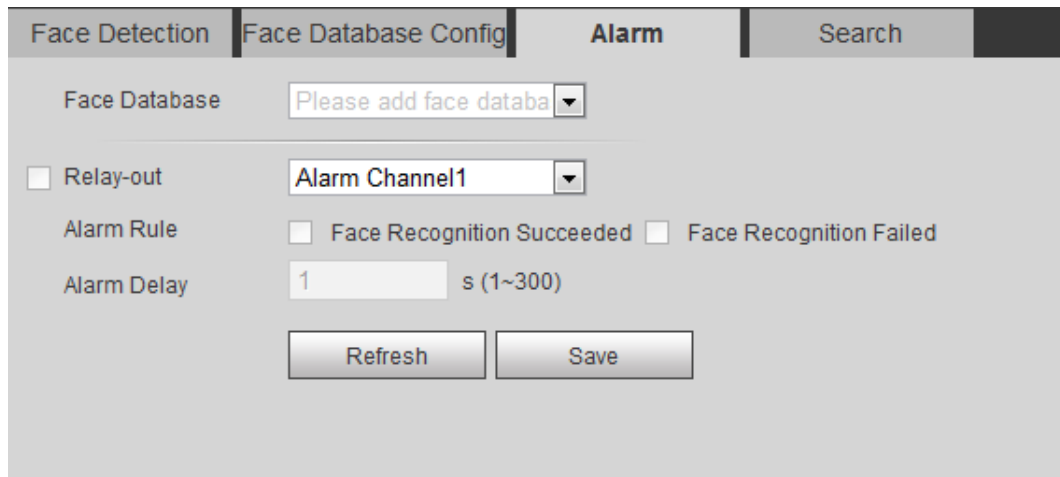 Face Detection Face Database Config Alarm Search
Face Database Please add face databa
Relay-out Alarm Channel1
Alarm Rule Face Recognition Succeeded Face Recognition Failed
Alarm Delay 1 s (1~300)
Refresh Save